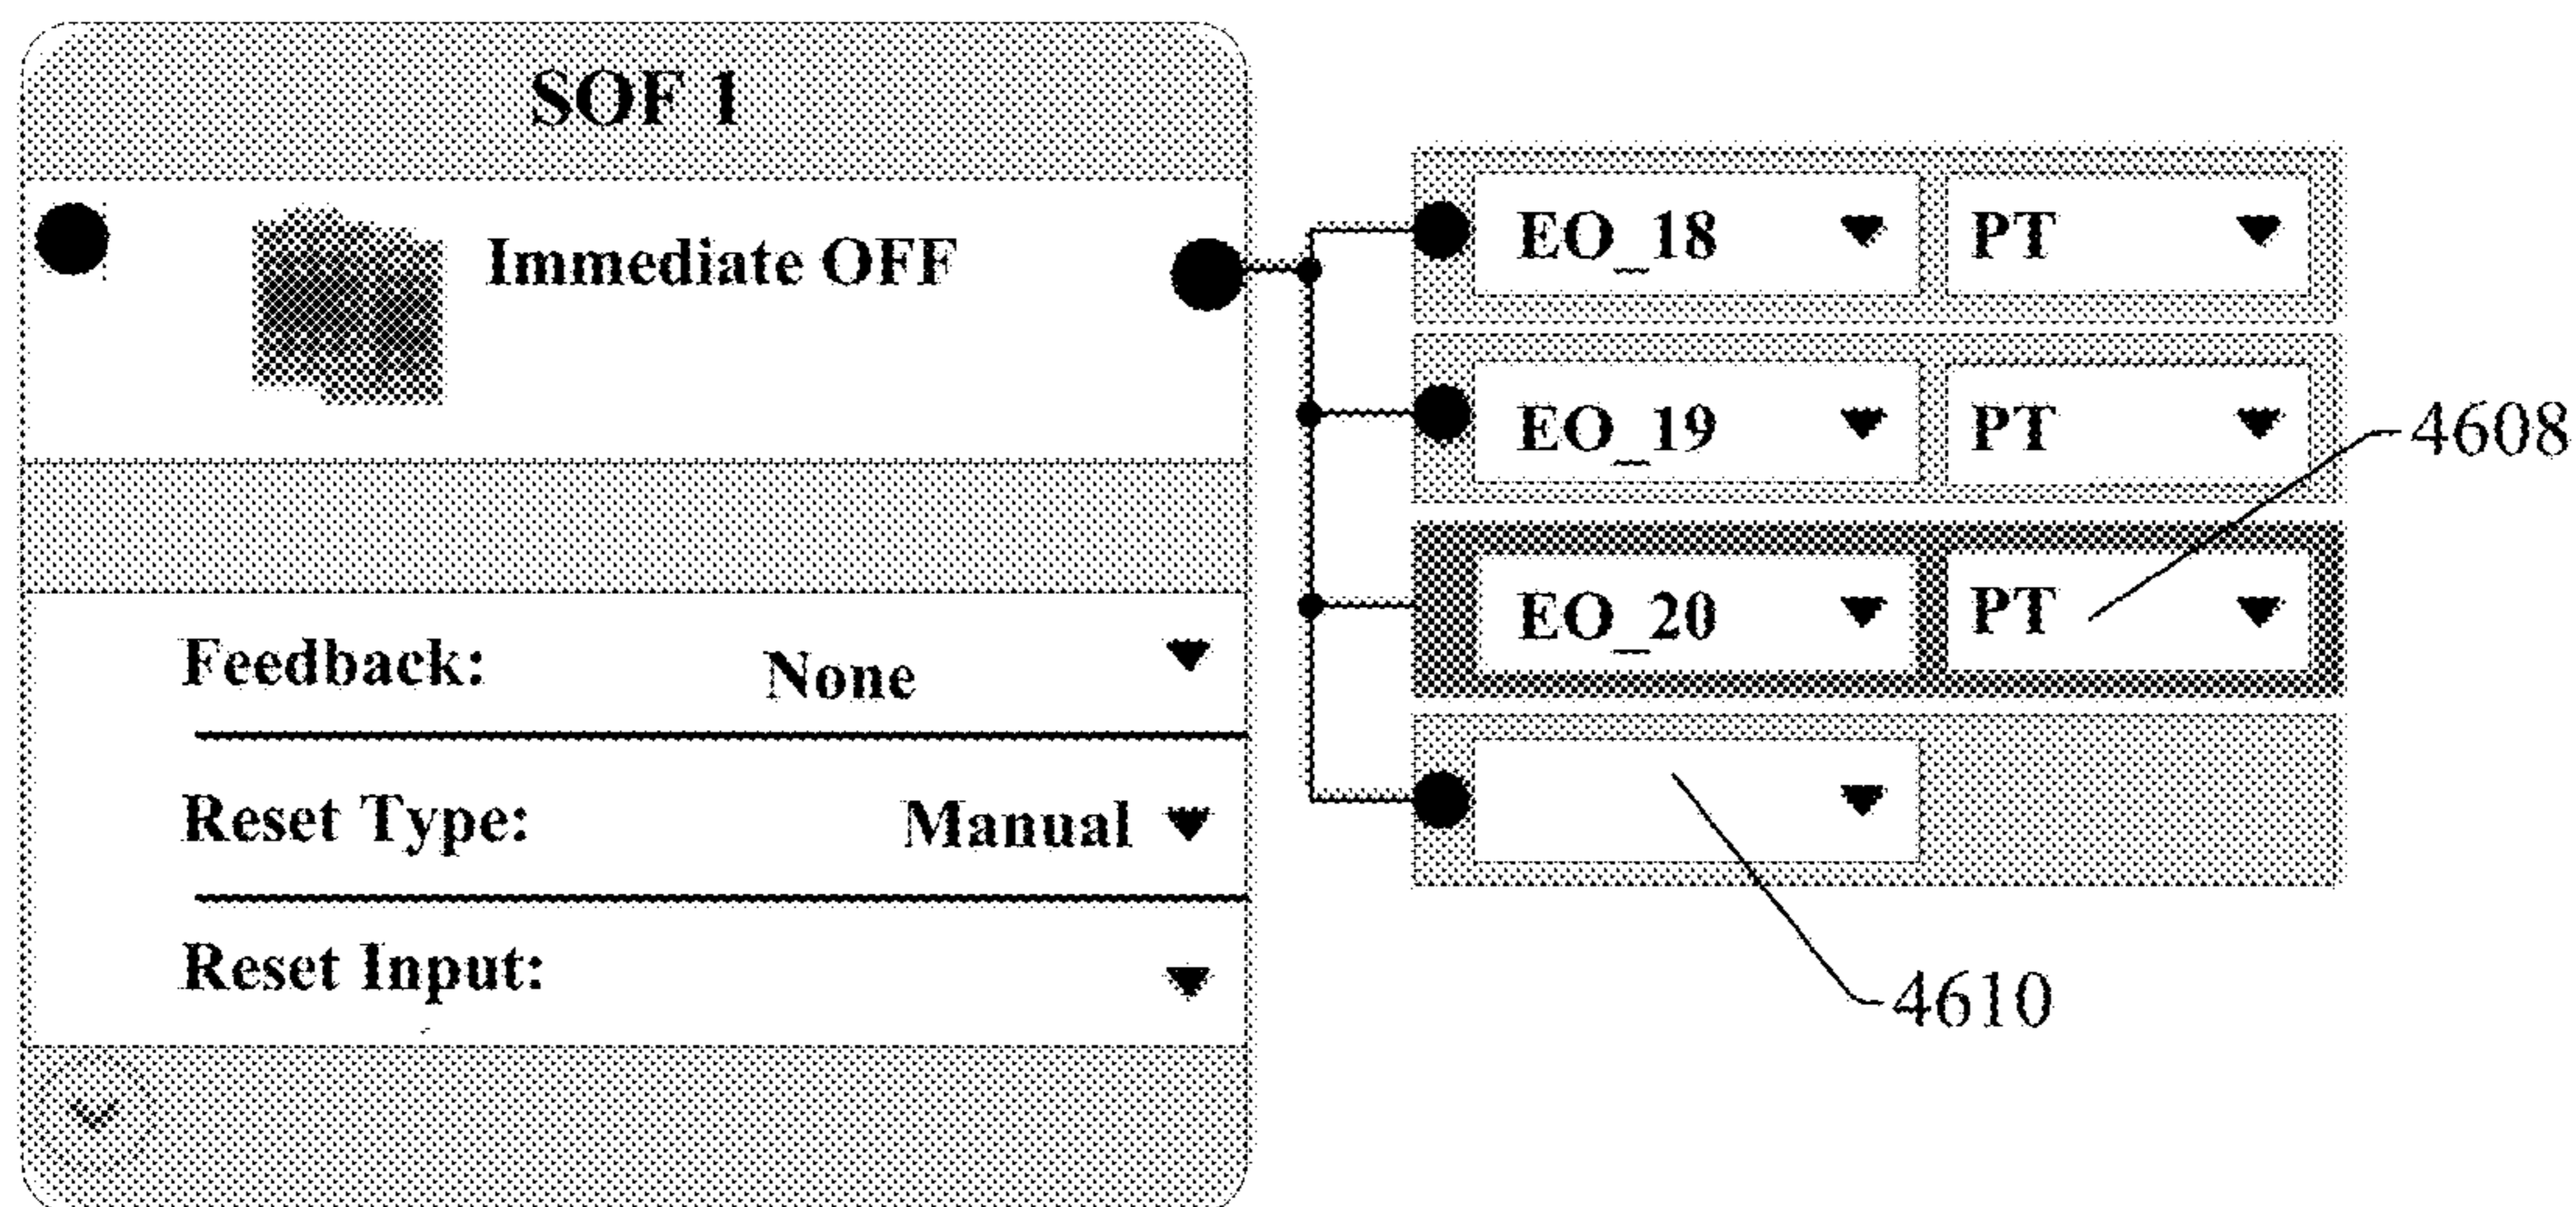 SOF 1
Immediate OFF
Feedback: None
Reset Type: Manual
Reset Input:
EO_18 PT
EO_19 PT
EO_20 PT
4608
4610